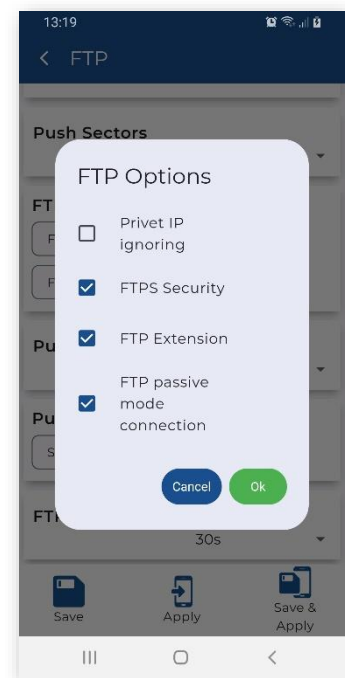 13:19
FTP
Push Sectors
FTP Options
Privet IP
ignoring
FTPS Security
FTP Extension
FTP passive
mode
connection
Cancel Ok
30s
Save Apply Save &
Apply